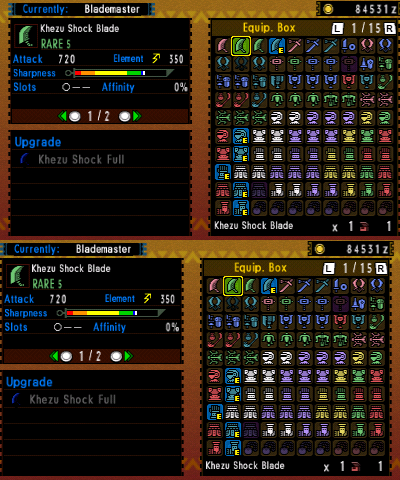 Currently: Blademaster
84531z
Khezu Shock Blade
RARE 5
Attack 720 Element 350
Sharpness
Slots ○−− Affinity 0%
1/2
Upgrade
Khezu Shock Full
Equip. Box L 1/15 R
E
E
E
E
E
E
Khezu Shock Blade x 1 1
Currently: Blademaster
84531z
Khezu Shock Blade
RARE 5
Attack 720 Element 350
Sharpness
Slots ○−− Affinity 0%
1/2
Upgrade
Khezu Shock Full
Equip. Box L 1/15 R
E
E
E
E
E
E
Khezu Shock Blade x 1 1